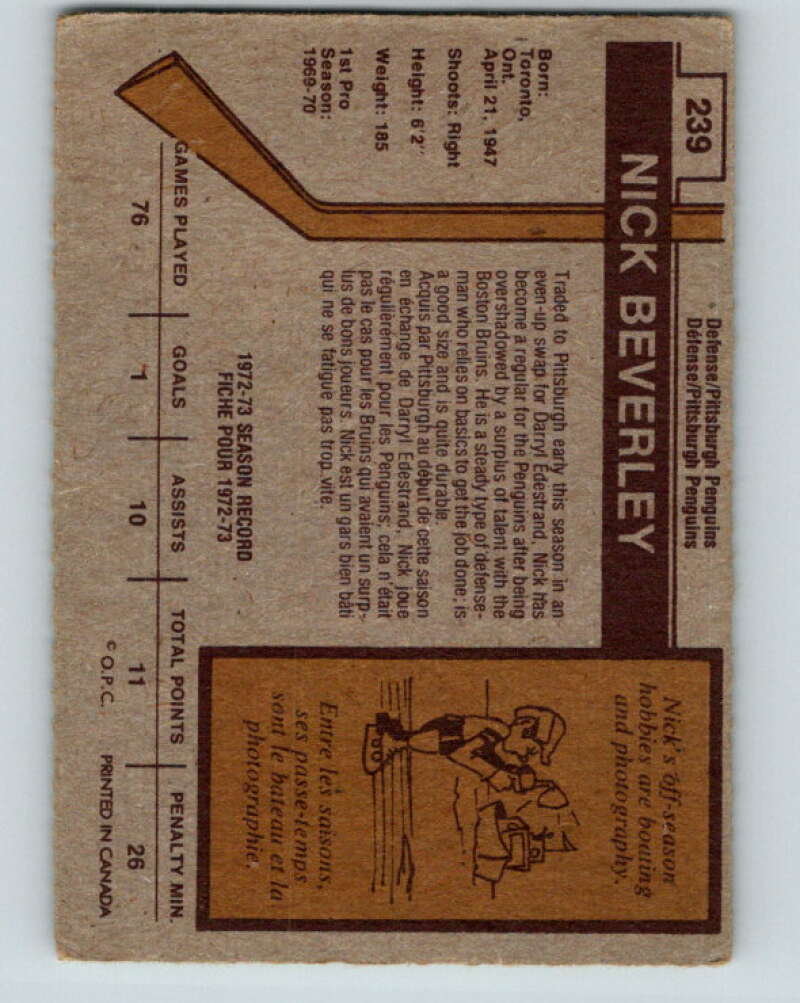 239
Defense/Pittsburgh Penguins
Défense/Pittsburgh Penguins
NICK BEVERLEY
Born:
Toronto,
Ont.
April 21, 1947
Shoots: Right
Height: 6'2"
Weight: 185
1st Pro
Season:
1969-70
Traded to Pittsburgh early this season in an
even-up swap for Darryl Edestrand, Nick has
become a regular for the Penguins after being
overshadowed by a surplus of talent with the
Boston Bruins. He is a steady type of defense-
man who relies on basics to get the job done; is
a good size and is quite durable.
Acquis par Pittsburgh au début de cette saison
en échange de Darryl Edestrand, Nick joue
régulièrement pour les Penguins; cela n'était
pas le cas pour les Bruins qui avaient un surp-
lus de bons joueurs. Nick est un gars bien bâti
qui ne se fatigue pas trop vite.
Nick's off-season
hobbies are boating
and photography.
Entre les saisons,
ses passe-temps
sont le bateau et la
photographie.
1972-73 SEASON RECORD
FICHE POUR 1972-73
GAMES PLAYED GOALS ASSISTS TOTAL POINTS PENALTY MIN.
76 1 10 11 26
© O.P.C. PRINTED IN CANADA